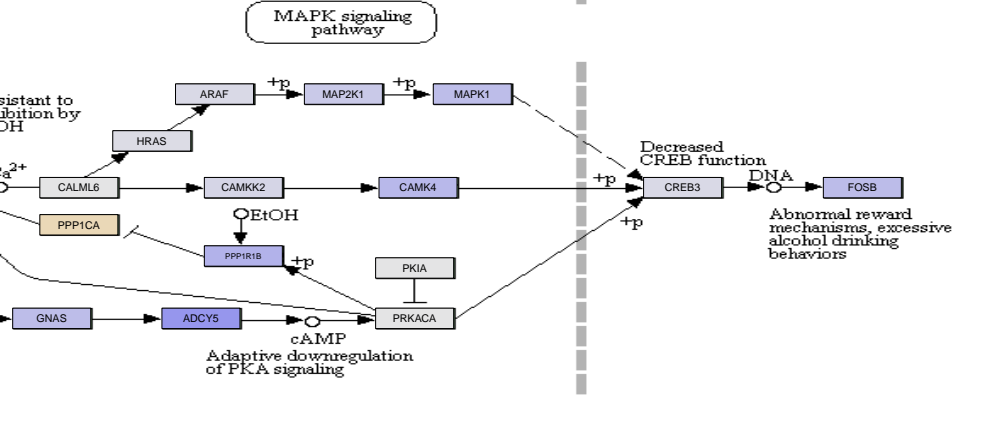 MAPK signaling
pathway
ARAF
+p
MAP2K1
+p
MAPK1
sistant to
ibition by
OH
HRAS
Decreased
CREB function
a2+
CALML6
CAMKK2
CAMK4
+p
CREB3
DNA
FOSB
PPP1CA
EtOH
+p
Abnormal reward
mechanisms, excessive
alcohol drinking
behaviors
PPP1R1B
+p
PKIA
GNAS
ADCY5
PRKACA
cAMP
Adaptive downregulation
of PKA signaling